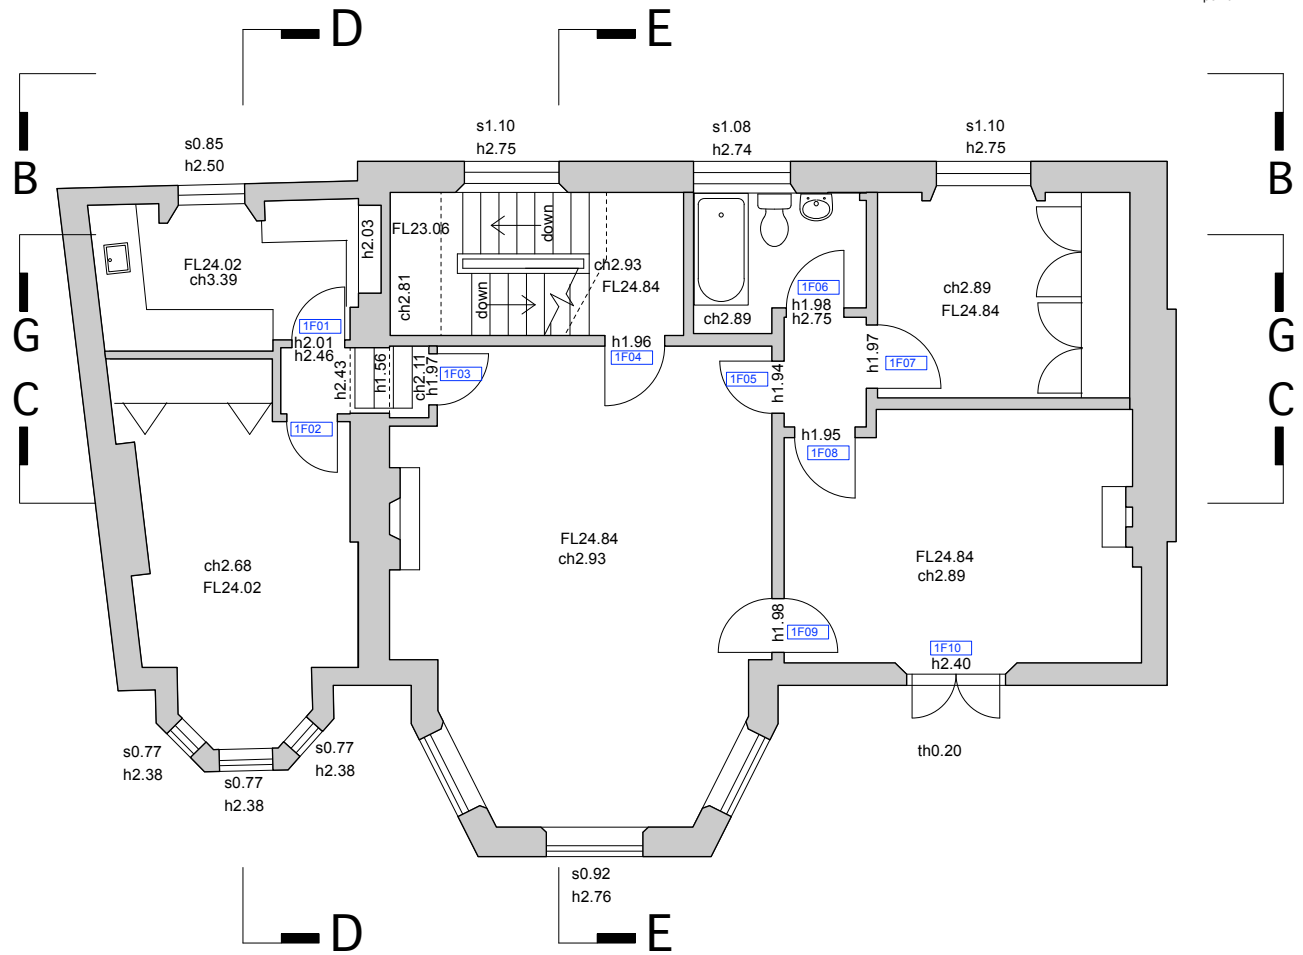 D
E
B
B
s0.85
h2.50
s1.10
h2.75
s1.08
h2.74
s1.10
h2.75
G
G
C
C
FL24.02
ch3.39
h2.03
FL23.06
ch2.81
down
down
ch2.93
FL24.84
ch2.89
1F06
h1.98
h2.75
ch2.89
FL24.84
1F01
h2.01
h2.46
h2.43
h1.56
ch2.11
h1.97
1F03
h1.96
1F04
1F05
h1.94
h1.97
1F07
1F02
h1.95
1F08
ch2.68
FL24.02
FL24.84
ch2.93
FL24.84
ch2.89
h1.98
1F09
1F10
h2.40
s0.77
h2.38
s0.77
h2.38
s0.77
h2.38
th0.20
s0.92
h2.76
D
E